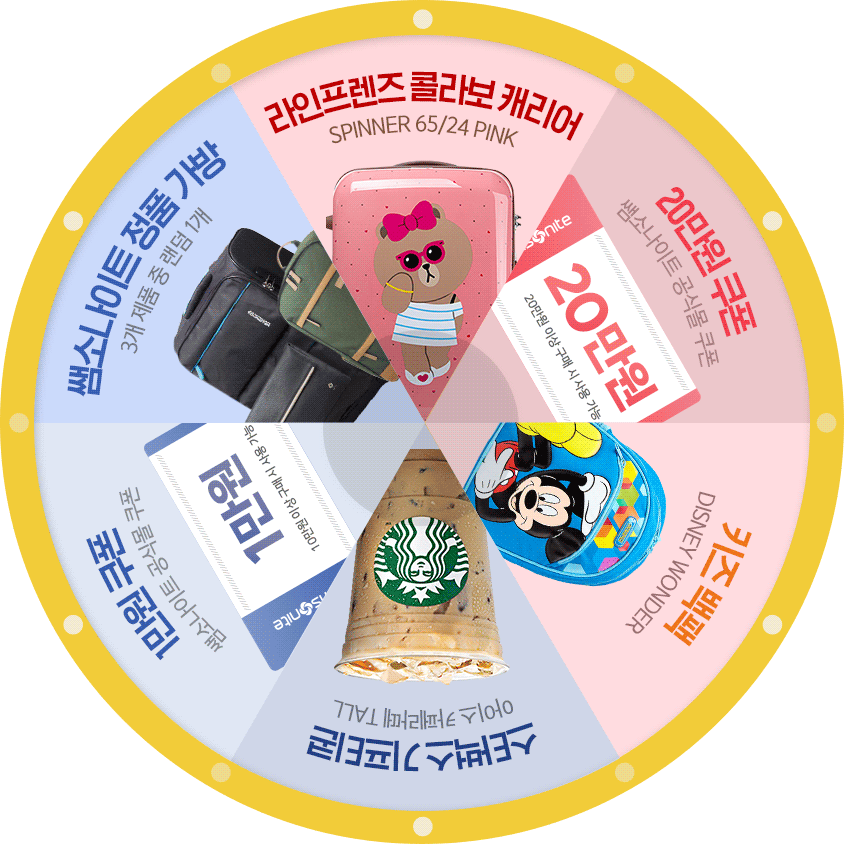 라인프렌즈 콜라보 캐리어
SPINNER 65/24 PINK
20만원 쿠폰
쌤소나이트 공식몰 쿠폰
nsonite
20만원
20만원 이상 구매 시 사용 가능
키즈 백팩
DISNEY WONDER
스타벅스 기프티콘
아이스 카페라떼 TALL
1만원 쿠폰
쌤소나이트 공식몰 쿠폰
nsonite
1만원
10만원 이상 구매 시 사용 가능
쌤소나이트 정품 가방
3개 제품 중 랜덤 1개